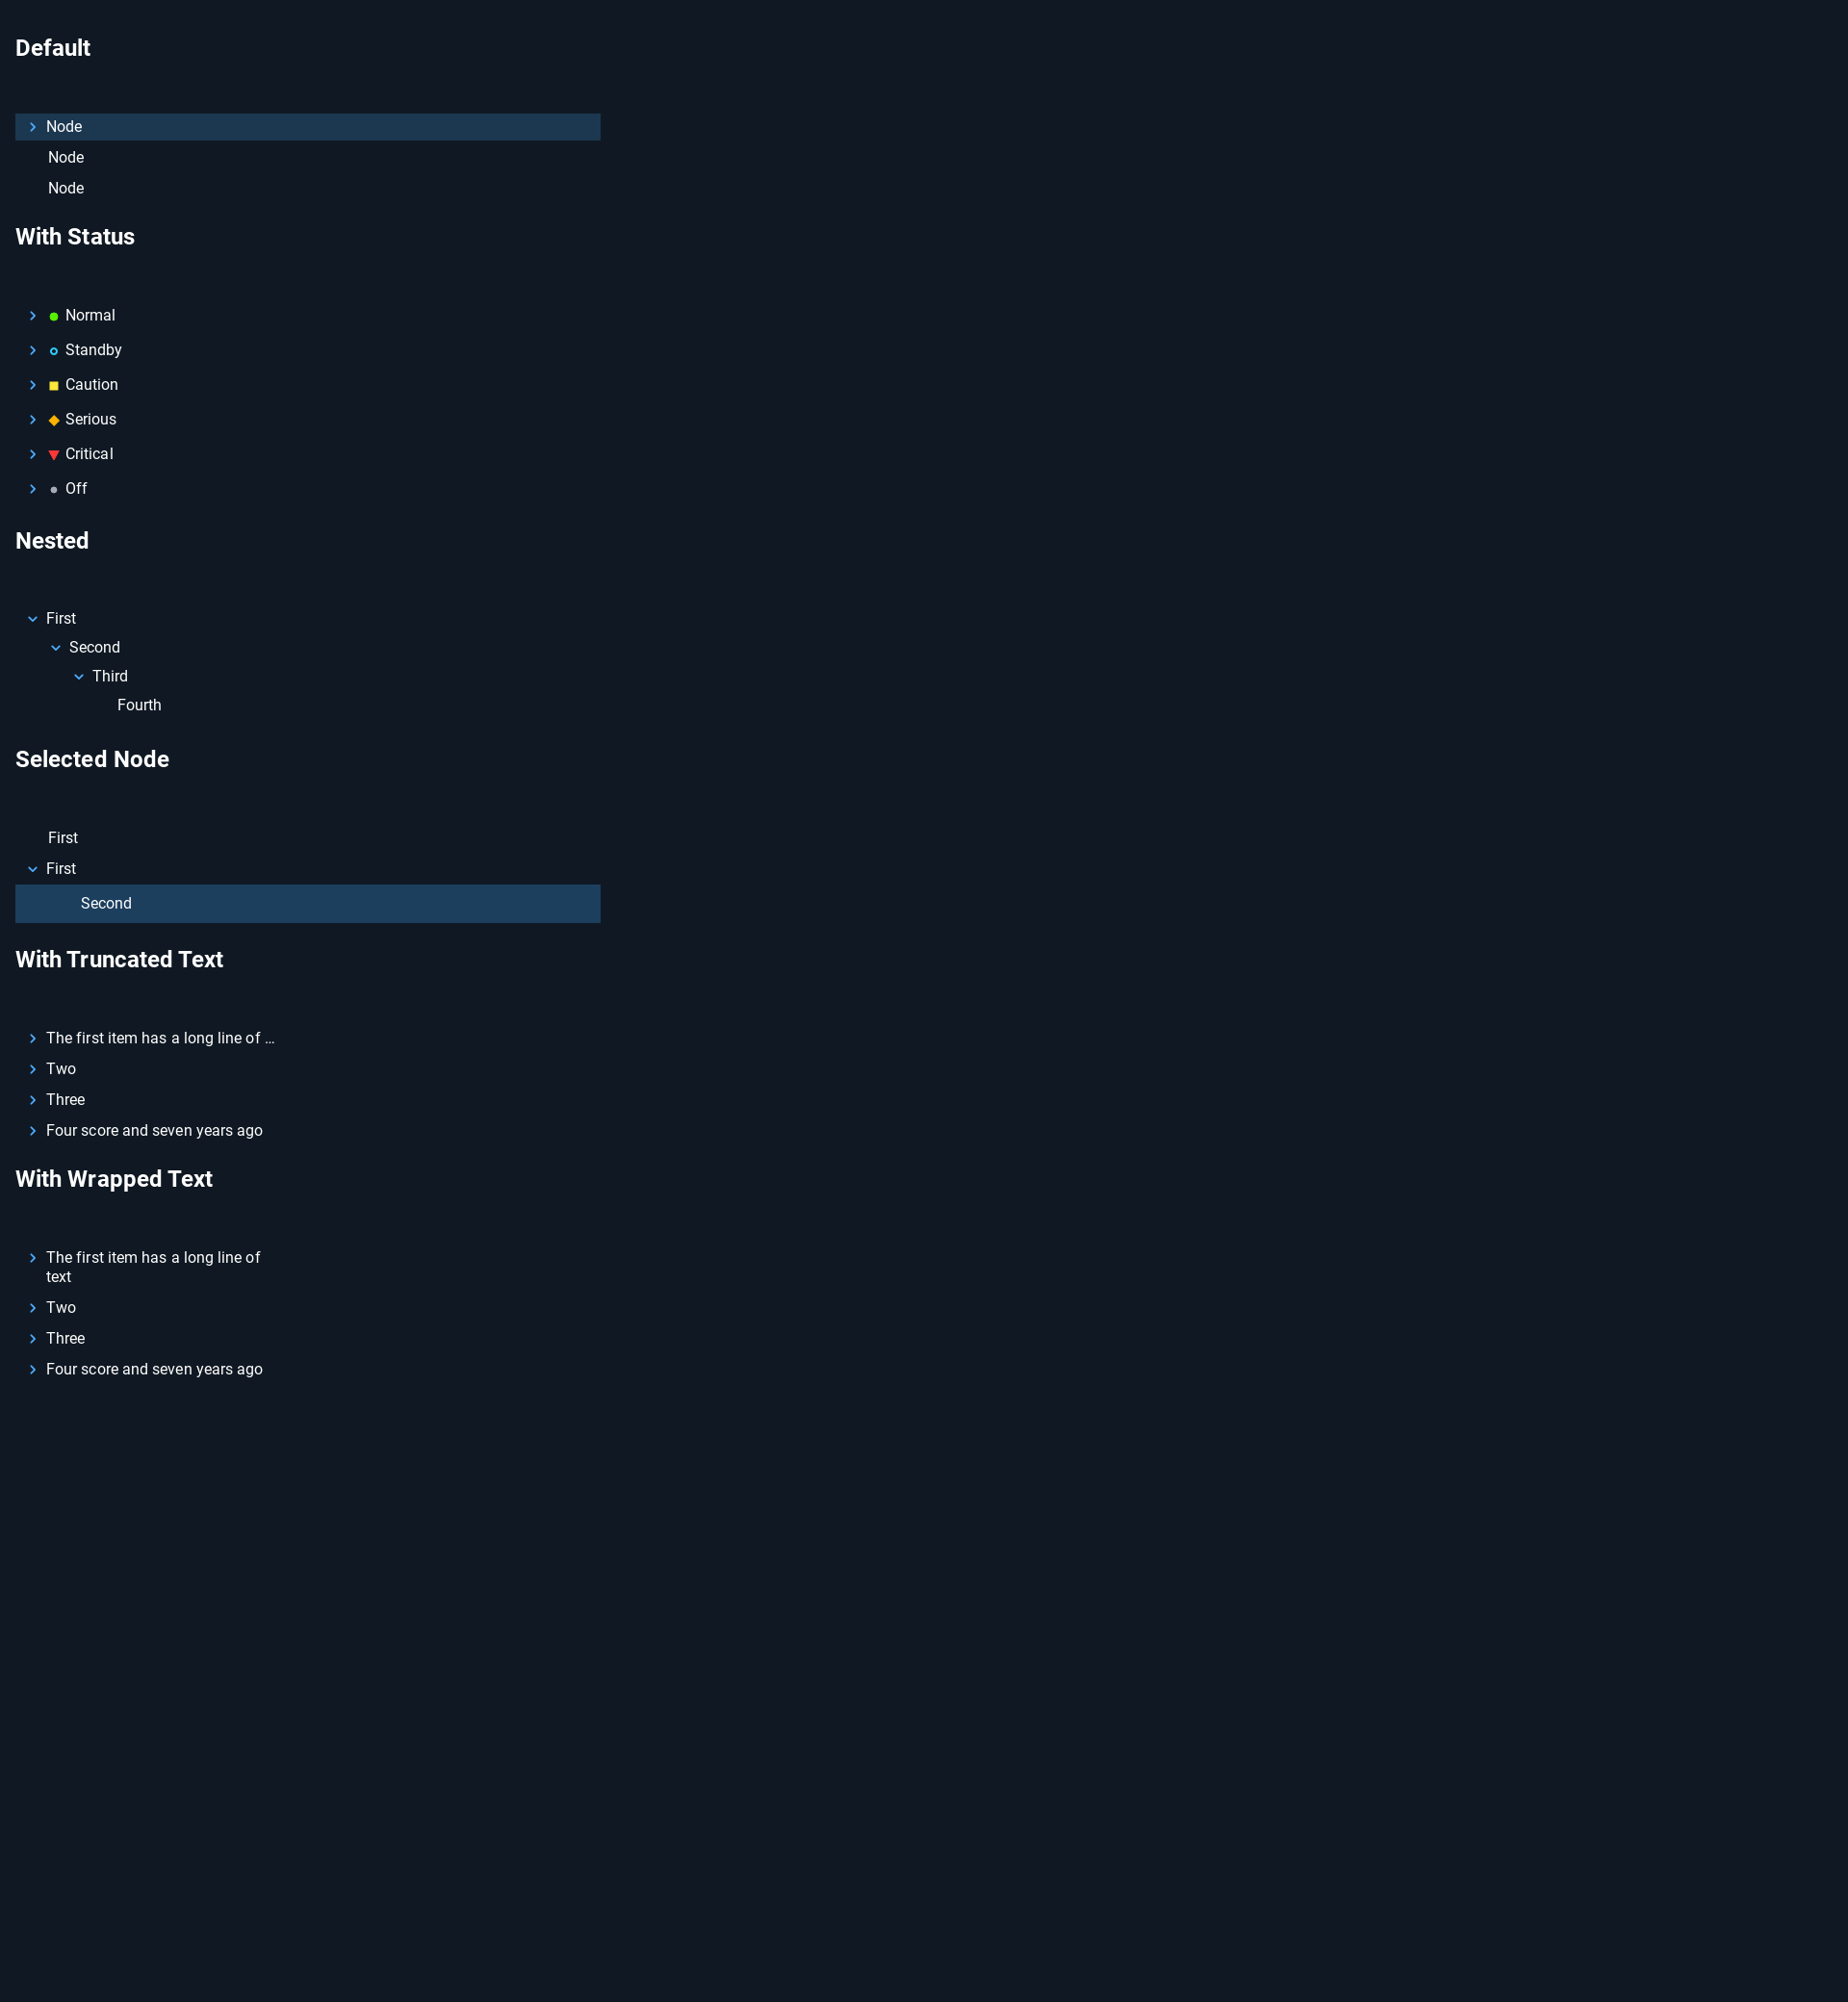 Default
Node
Node
Node
With Status
Normal
Standby
Caution
Serious
Critical
Off
Nested
First
Second
Third
Fourth
Selected Node
First
First
Second
With Truncated Text
The first item has a long line of ...
Two
Three
Four score and seven years ago
With Wrapped Text
The first item has a long line of
text
Two
Three
Four score and seven years ago